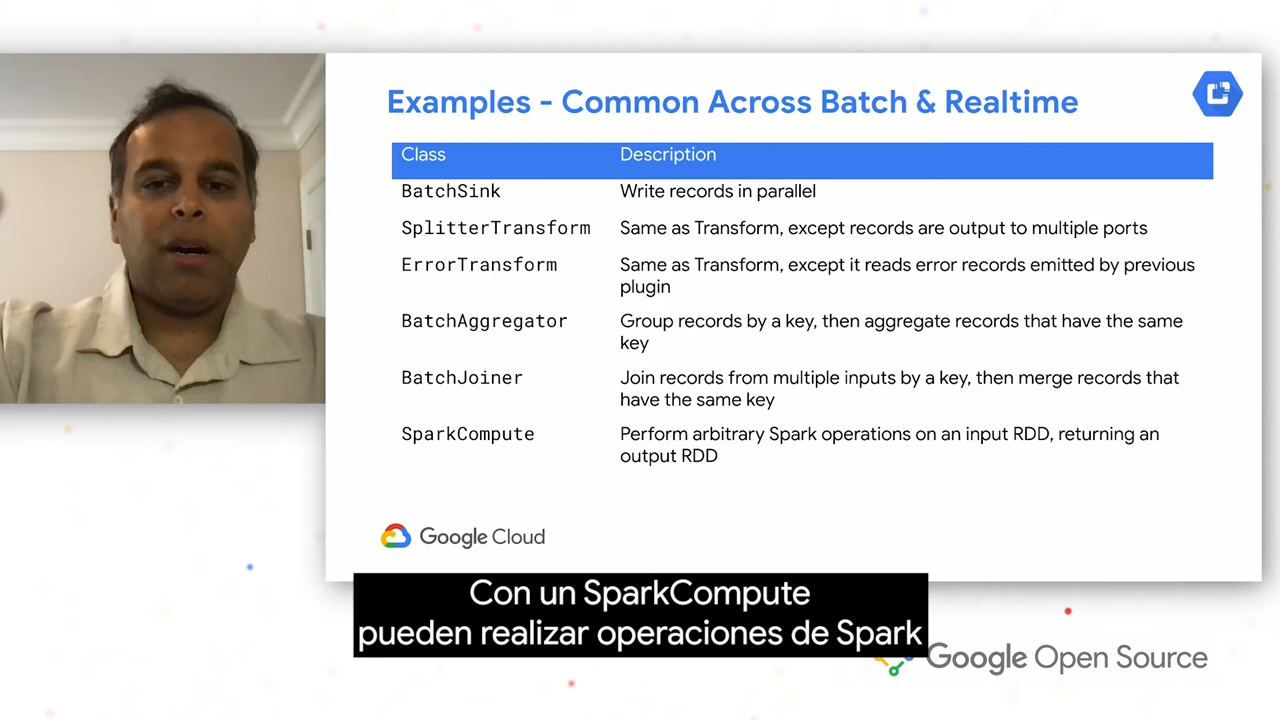 Examples - Common Across Batch & Realtime
Class Description
BatchSink Write records in parallel
SplitterTransform Same as Transform, except records are output to multiple ports
ErrorTransform Same as Transform, except it reads error records emitted by previous
plugin
BatchAggregator Group records by a key, then aggregate records that have the same
key
BatchJoiner Join records from multiple inputs by a key, then merge records that
have the same key
SparkCompute Perform arbitrary Spark operations on an input RDD, returning an
output RDD
Google Cloud
Con un SparkCompute
pueden realizar operaciones de Spark
Google Open Source